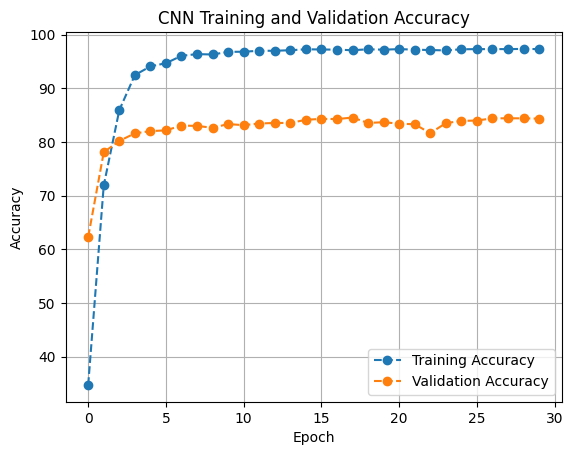 CNN Training and Validation Accuracy
100
90
80
70
60
50
40
Accuracy
0 5 10 15 20 25 30
Epoch
Training Accuracy
Validation Accuracy